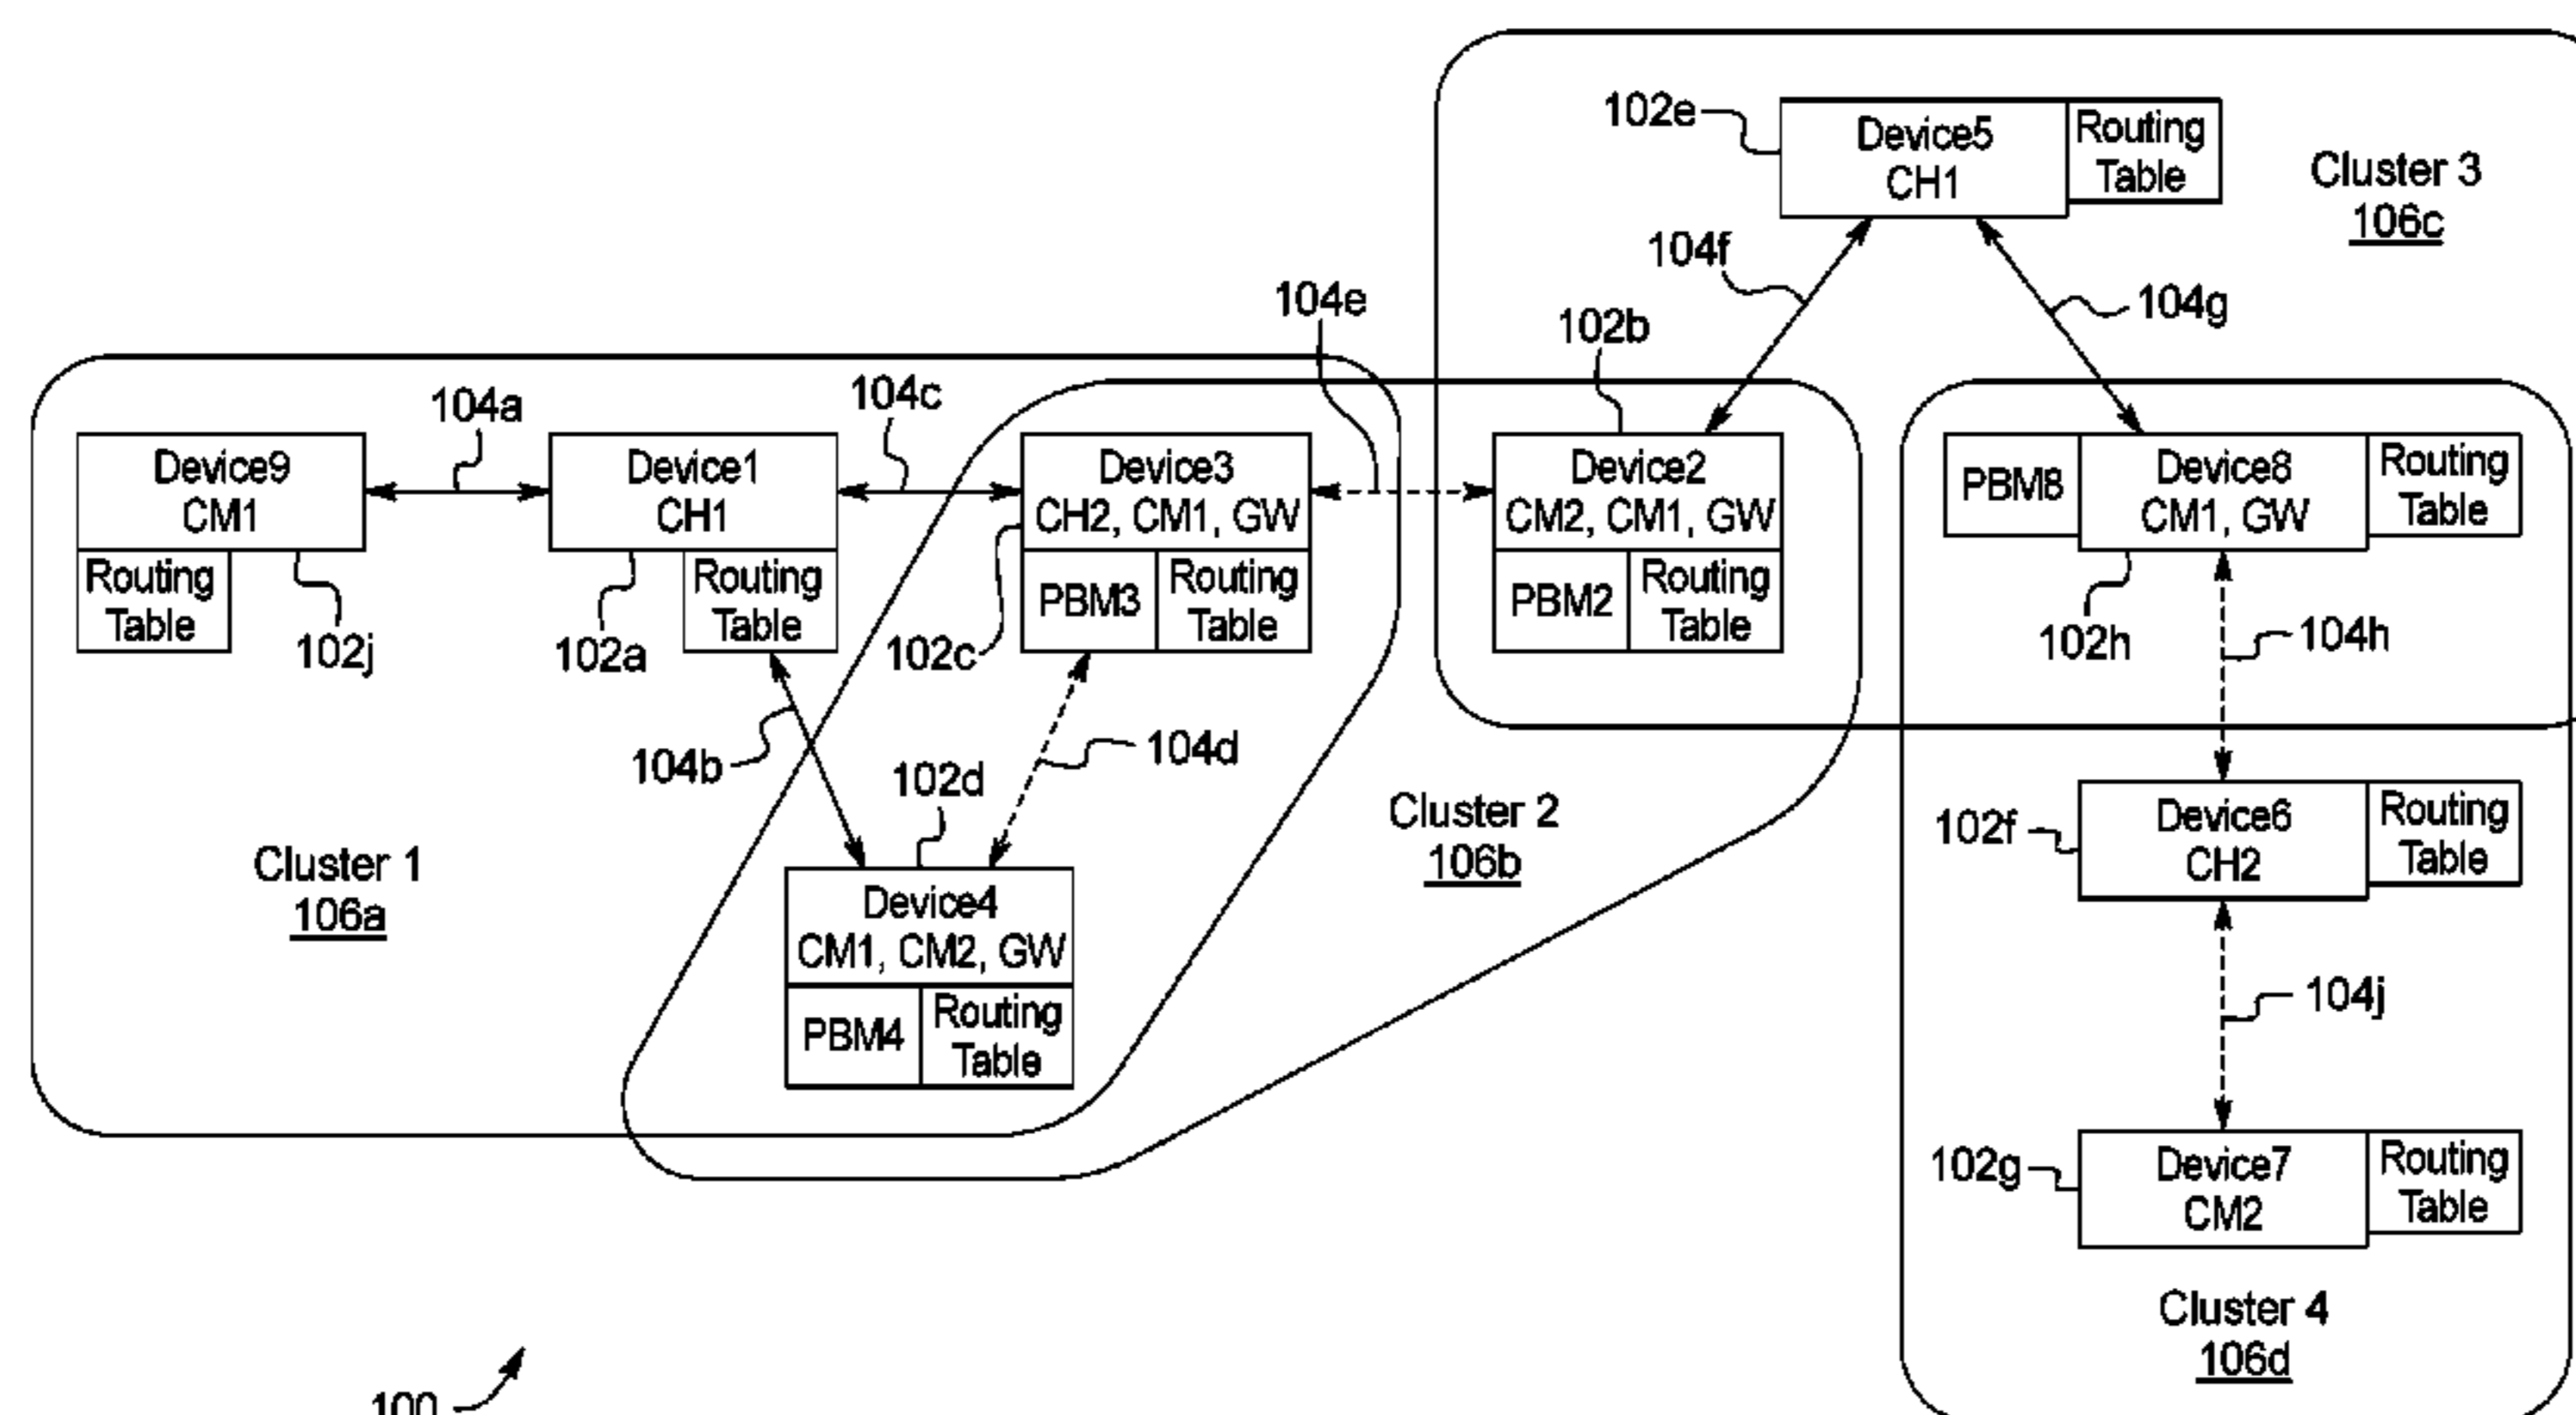 102e
Device5
CH1
Routing
Table
Cluster 3
106c
104f
104g
104e
102b
104a
104c
Device9
CM1
Routing
Table
102j
Device1
CH1
Routing
Table
102a
Device3
CH2, CM1, GW
PBM3
Routing
Table
102c
Device2
CM2, CM1, GW
PBM2
Routing
Table
PBM8
Device8
CM1, GW
Routing
Table
102h
104h
104b
104d
102d
Device4
CM1, CM2, GW
PBM4
Routing
Table
Cluster 1
106a
Cluster 2
106b
102f
Device6
CH2
Routing
Table
104j
102g
Device7
CM2
Routing
Table
Cluster 4
106d
100